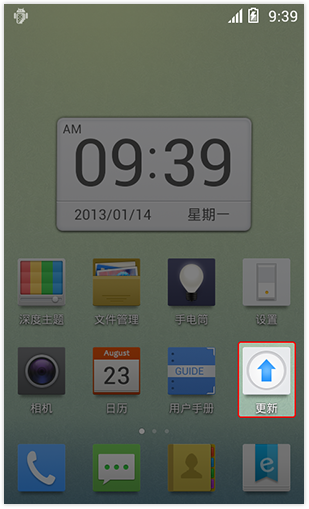 9:39
AM
09:39
2013/01/14 星期一
深度主题 文件管理 手电筒 设置
August
23
GUIDE
相机 日历 用户手册 更新